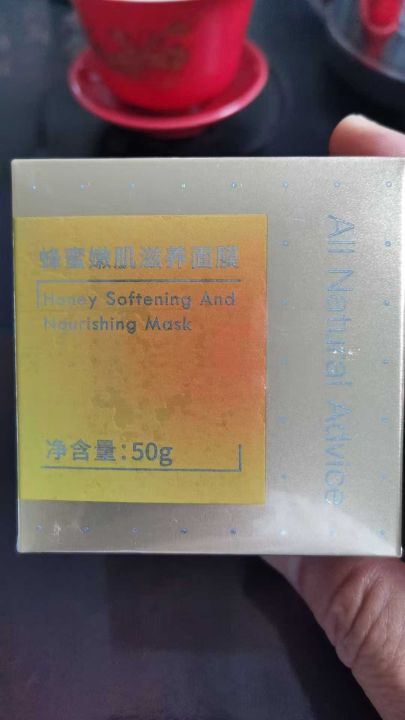 蜂蜜嫩肌滋养面膜
Honey Softening And
Nourishing Mask
净含量:50g
All Natural Advice